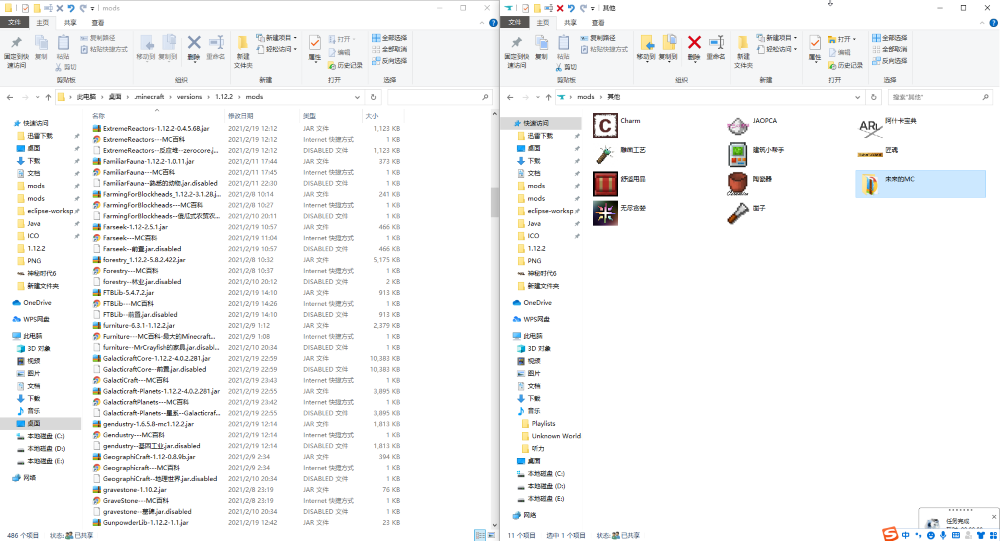 mods
文件
主页
共享
查看
固定到快速访问
复制
粘贴
复制路径
粘贴快捷方式
剪切
剪贴板
移动到
复制到
删除
重命名
组织
新建文件夹
新建项目
轻松访问
新建
属性
打开
编辑
历史记录
打开
全部选择
全部取消
反向选择
选择
此电脑 > 桌面 > .minecraft > versions > 1.12.2 > mods
快速访问
迅雷下载
桌面
下载
文档
mods
mods
eclipse-worksp
Java
ICO
1.12.2
PNG
神秘时代6
新建文件夹
OneDrive
WPS网盘
此电脑
3D 对象
视频
图片
文档
下载
音乐
桌面
本地磁盘 (C:)
本地磁盘 (D:)
本地磁盘 (E:)
网络
修改日期 类型 大小
ExtremeReactors-1.12.2-0.4.5.68.jar 2021/2/19 12:12 JAR 文件 1,123 KB
ExtremeReactors---MC百科 2021/2/19 12:12 Internet 快捷方式 1 KB
ExtremeReactors--反应堆--zerocore.j 2021/2/19 12:12 DISABLED 文件 1,123 KB
FamiliarFauna-1.12.2-1.0.11.jar 2021/2/11 17:44 JAR 文件 373 KB
FamiliarFauna---MC百科 2021/2/11 17:45 Internet 快捷方式 1 KB
FamiliarFauna--熟悉的动物.jar.disabled 2021/2/11 22:30 DISABLED 文件 1 KB
FarmingForBlockheads_1.12.2-3.1.28.j 2021/2/8 10:14 JAR 文件 241 KB
FarmingForBlockheads---MC百科 2021/2/8 10:27 Internet 快捷方式 1 KB
FarmingForBlockheads--傻瓜式农贸农 2021/2/10 20:11 DISABLED 文件 1 KB
Farseek-1.12-2.5.1.jar 2021/2/19 10:57 JAR 文件 466 KB
Farseek---MC百科 2021/2/19 11:04 Internet 快捷方式 1 KB
Farseek--前置.jar.disabled 2021/2/19 10:57 DISABLED 文件 466 KB
forestry_1.12.2-5.8.2.422.jar 2021/2/8 10:32 JAR 文件 5,175 KB
Forestry---MC百科 2021/2/8 10:37 Internet 快捷方式 1 KB
forestry--林业.jar.disabled 2021/2/10 20:12 DISABLED 文件 2 KB
FTBLib-5.4.7.2.jar 2021/2/19 14:10 JAR 文件 913 KB
FTBLib---MC百科 2021/2/19 14:26 Internet 快捷方式 1 KB
FTBLib--前置.jar.disabled 2021/2/19 14:10 DISABLED 文件 913 KB
furniture-6.3.1-1.12.2.jar 2021/2/9 1:12 JAR 文件 2,379 KB
Furniture---MC百科-最大的Minecraft... 2021/2/9 1:08 Internet 快捷方式 1 KB
furniture--MrCrayfish的家具.jar.disab 2021/2/10 20:34 DISABLED 文件 1 KB
GalacticraftCore-1.12.2-4.0.2.281.jar 2021/2/19 22:59 JAR 文件 10,383 KB
GalacticraftCore--前置.jar.disabled 2021/2/19 22:59 DISABLED 文件 10,383 KB
GalactiCraft---MC百科 2021/2/19 23:43 Internet 快捷方式 1 KB
Galacticraft-Planets-1.12.2-4.0.2.281.jar 2021/2/19 22:55 JAR 文件 3,895 KB
GalacticraftPlanets---MC百科 2021/2/19 23:42 Internet 快捷方式 1 KB
Galacticraft-Planets--星系--Galacticraf 2021/2/19 22:55 DISABLED 文件 3,895 KB
gendustry-1.6.5.8-mc1.12.2.jar 2021/2/19 12:14 JAR 文件 1,813 KB
Gendustry---MC百科 2021/2/19 12:14 Internet 快捷方式 1 KB
gendustry--基因工业.jar.disabled 2021/2/19 12:14 DISABLED 文件 1,813 KB
GeographiCraft-1.12-0.8.9b.jar 2021/2/9 2:34 JAR 文件 394 KB
GeographiCraft---MC百科 2021/2/9 2:34 Internet 快捷方式 1 KB
GeographiCraft--地理世界.jar.disabled 2021/2/10 20:34 DISABLED 文件 1 KB
gravestone-1.10.2.jar 2021/2/8 23:19 JAR 文件 76 KB
GraveStone---MC百科 2021/2/8 23:19 Internet 快捷方式 1 KB
gravestone--墓碑.jar.disabled 2021/2/10 20:34 DISABLED 文件 1 KB
GunpowderLib-1.12.2-1.1.jar 2021/2/19 12:42 JAR 文件 23 KB
486 个项目 状态: 已共享
其他
文件
主页
共享
查看
固定到快速访问
复制
粘贴
复制路径
粘贴快捷方式
剪切
剪贴板
移动到
复制到
删除
重命名
组织
新建文件夹
新建项目
轻松访问
新建
属性
打开
编辑
历史记录
打开
全部选择
全部取消
反向选择
选择
mods > 其他
搜索"其他"
快速访问
迅雷下载
桌面
下载
文档
mods
mods
eclipse-worksp
Java
ICO
1.12.2
PNG
神秘时代6
新建文件夹
OneDrive
WPS网盘
此电脑
3D 对象
视频
图片
文档
下载
音乐
Playlists
Unknown World
听力
桌面
本地磁盘 (C:)
本地磁盘 (D:)
本地磁盘 (E:)
网络
Charm
JAOPCA
阿什卡宝典
雕凿工艺
建筑小帮手
匠魂
舒适用品
陶瓷器
未来的MC
无尽贪婪
面子
11 个项目 选中 1 个项目 状态: 已共享
任务完成
中